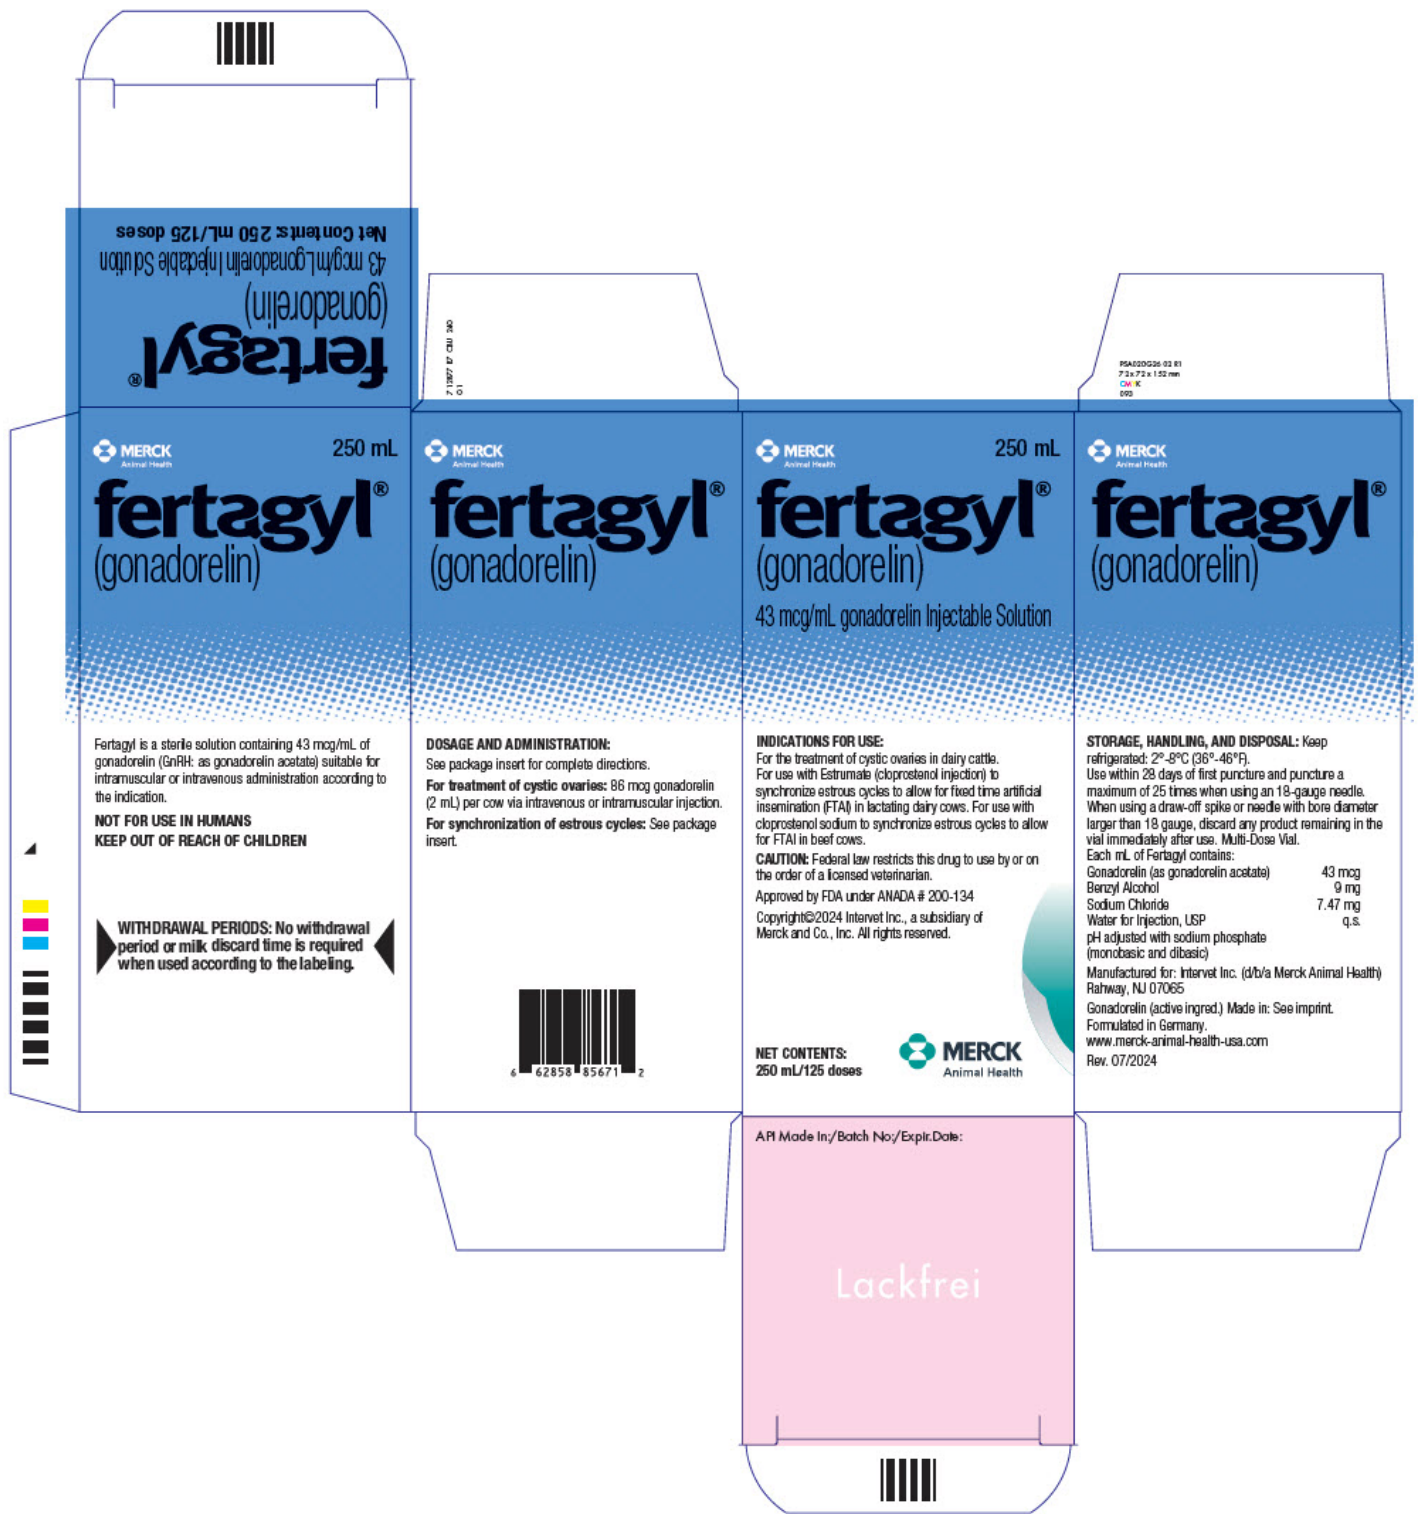 Net Contents: 250 mL/125 doses
43 mcg/mL gonadorelin Injectable Solution
(gonadorelin)
fertagyl®
MERCK
Animal Health
250 mL
fertagyl®
(gonadorelin)
Fertagyl is a sterile solution containing 43 mcg/mL of
gonadorelin (GnRH: as gonadorelin acetate) suitable for
intramuscular or intravenous administration according to
the indication.
NOT FOR USE IN HUMANS
KEEP OUT OF REACH OF CHILDREN
WITHDRAWAL PERIODS: No withdrawal
period or milk discard time is required
when used according to the labeling.
01
MERCK
Animal Health
fertagyl®
(gonadorelin)
DOSAGE AND ADMINISTRATION:
See package insert for complete directions.
For treatment of cystic ovaries: 86 mcg gonadorelin
(2 mL) per cow via intravenous or intramuscular injection.
For synchronization of estrous cycles: See package
insert.
6 62858 85671 2
MERCK
Animal Health
250 mL
fertagyl®
(gonadorelin)
43 mcg/mL gonadorelin Injectable Solution
INDICATIONS FOR USE:
For the treatment of cystic ovaries in dairy cattle.
For use with Estrumate (cloprostenol injection) to
synchronize estrous cycles to allow for fixed time artificial
insemination (FTAI) in lactating dairy cows. For use with
cloprostenol sodium to synchronize estrous cycles to allow
for FTAI in beef cows.
CAUTION: Federal law restricts this drug to use by or on
the order of a licensed veterinarian.
Approved by FDA under ANADA # 200-134
Copyright©2024 Intervet Inc., a subsidiary of
Merck and Co., Inc. All rights reserved.
NET CONTENTS:
250 mL/125 doses
MERCK
Animal Health
API Made in:/Batch No:/Expir.Date:
Lackfrei
PSA020G26 02 R1
72 x 72 x 152 mm
CMYK
093
MERCK
Animal Health
fertagyl®
(gonadorelin)
STORAGE, HANDLING, AND DISPOSAL: Keep
refrigerated: 2°-8°C (36°-46°F).
Use within 28 days of first puncture and puncture a
maximum of 25 times when using an 18-gauge needle.
When using a draw-off spike or needle with bore diameter
larger than 18 gauge, discard any product remaining in the
vial immediately after use. Multi-Dose Vial.
Each mL of Fertagyl contains:
Gonadorelin (as gonadorelin acetate) 43 mcg
Benzyl Alcohol 9 mg
Sodium Chloride 7.47 mg
Water for Injection, USP q.s.
pH adjusted with sodium phosphate
(monobasic and dibasic)
Manufactured for: Intervet Inc. (d/b/a Merck Animal Health)
Rahway, NJ 07065
Gonadorelin (active ingred.) Made in: See imprint.
Formulated in Germany.
www.merck-animal-health-usa.com
Rev. 07/2024